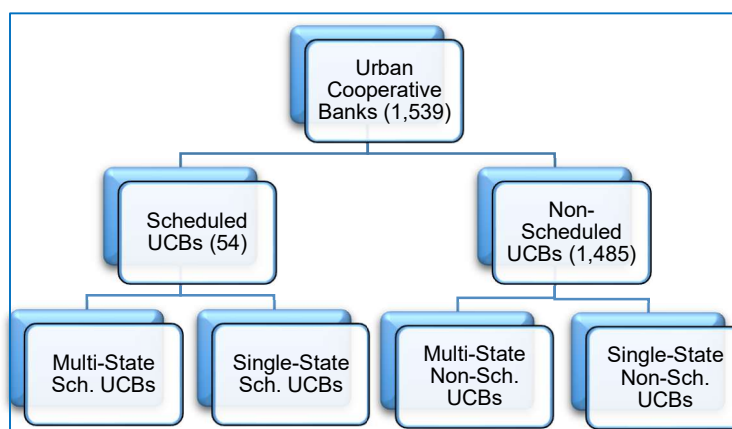 Urban
Cooperative
Banks (1,539)
Scheduled
UCBs (54)
Non-
Scheduled
UCBs (1,485)
Multi-State
Sch. UCBs
Single-State
Sch. UCBs
Multi-State
Non-Sch.
UCBs
Single-State
Non-Sch.
UCBs